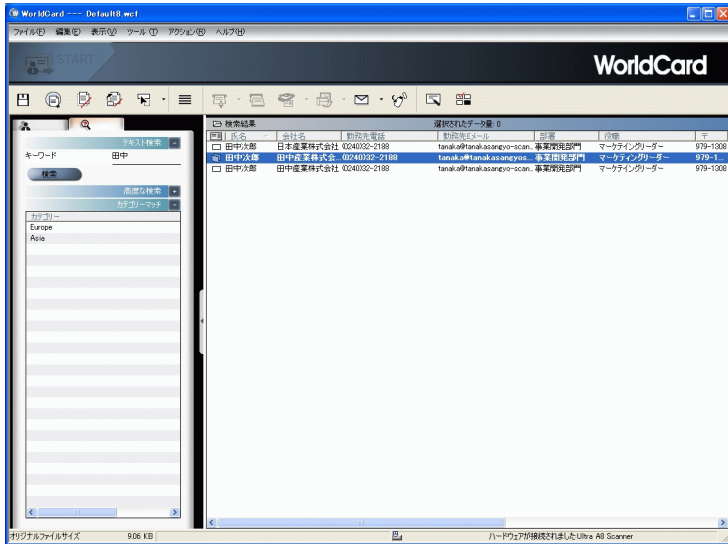 WorldCard --- Default8.wcf
ファイル(F) 編集(E) 表示(V) ツール(T) アクション(R) ヘルプ(H)
START
WorldCard
検索結果 選択されたデータ量: 0
テキスト検索
キーワード 田中
検索
高度な検索
カテゴリーマッチ
カテゴリー
Europe
Asia
氏名 会社名 勤務先電話 勤務先Eメール 部署 役職 〒
田中次郎 日本産業株式会社 (0240)32-2188 tanaka@tanakasangyo-scan.. 事業開発部門 マーケティングリーダー 979-1308
田中次郎 田中産業株式会... (0240)32-2188 tanaka@tanakasangyos... 事業開発部門 マーケティングリーダー 979-1...
田中次郎 田中産業株式会社 (0240)32-2188 tanaka@tanakasangyo-scan.. 事業開発部門 マーケティングリーダー 979-1308
オリジナルファイルサイズ 9.06 KB ハードウェアが接続されました Ultra A8 Scanner